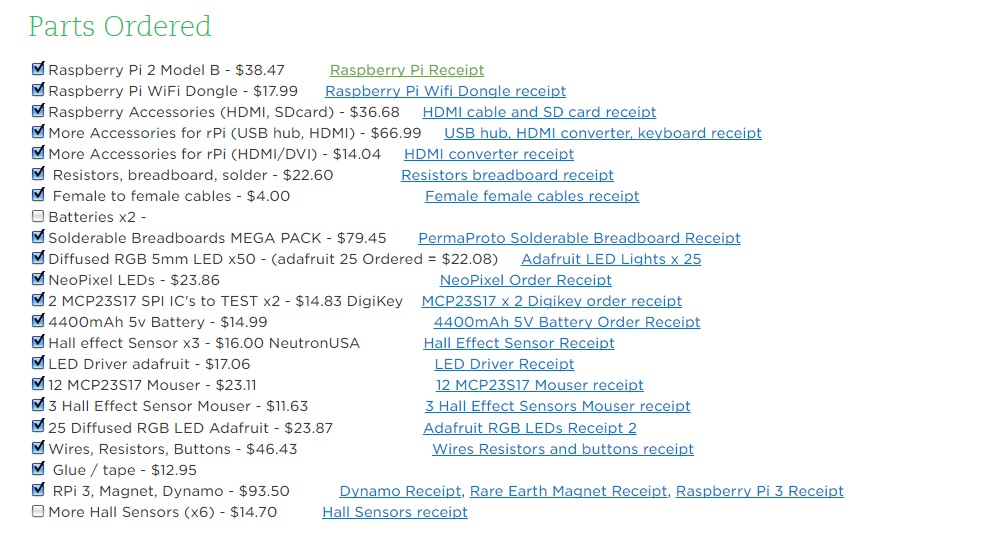 Parts Ordered
Raspberry Pi 2 Model B - $38.47 Raspberry Pi Receipt
Raspberry Pi WiFi Dongle - $17.99 Raspberry Pi Wifi Dongle receipt
Raspberry Accessories (HDMI, SDcard) - $36.68 HDMI cable and SD card receipt
More Accessories for rPi (USB hub, HDMI) - $66.99 USB hub, HDMI converter, keyboard receipt
More Accessories for rPi (HDMI/DVI) - $14.04 HDMI converter receipt
Resistors, breadboard, solder - $22.60 Resistors breadboard receipt
Female to female cables - $4.00 Female female cables receipt
Batteries x2 -
Solderable Breadboards MEGA PACK - $79.45 PermaProto Solderable Breadboard Receipt
Diffused RGB 5mm LED x50 - (adafruit 25 Ordered = $22.08) Adafruit LED Lights x 25
NeoPixel LEDs - $23.86 NeoPixel Order Receipt
2 MCP23S17 SPI IC's to TEST x2 - $14.83 DigiKey MCP23S17 x 2 Digikey order receipt
4400mAh 5v Battery - $14.99 4400mAh 5V Battery Order Receipt
Hall effect Sensor x3 - $16.00 NeutronUSA Hall Effect Sensor Receipt
LED Driver adafruit - $17.06 LED Driver Receipt
12 MCP23S17 Mouser - $23.11 12 MCP23S17 Mouser receipt
3 Hall Effect Sensor Mouser - $11.63 3 Hall Effect Sensors Mouser receipt
25 Diffused RGB LED Adafruit - $23.87 Adafruit RGB LEDs Receipt 2
Wires, Resistors, Buttons - $46.43 Wires Resistors and buttons receipt
Glue / tape - $12.95
RPi 3, Magnet, Dynamo - $93.50 Dynamo Receipt, Rare Earth Magnet Receipt, Raspberry Pi 3 Receipt
More Hall Sensors (x6) - $14.70 Hall Sensors receipt